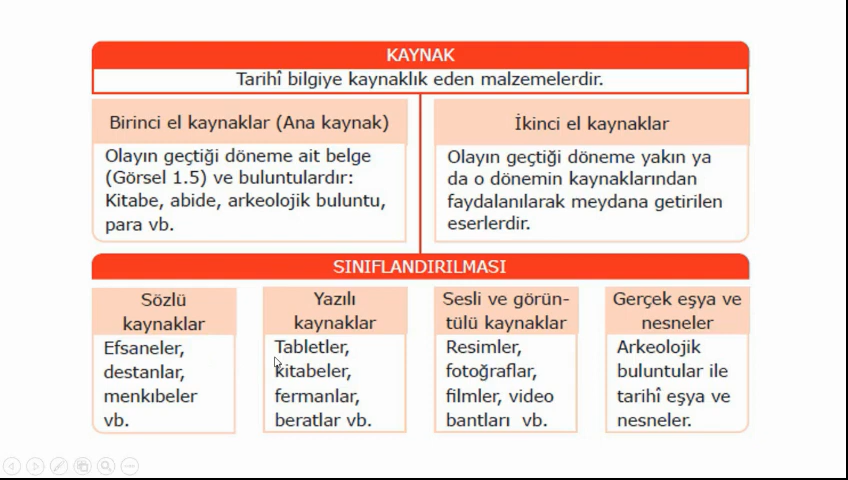 KAYNAK
Tarihî bilgiye kaynaklık eden malzemelerdir.
Birinci el kaynaklar (Ana kaynak)
Olayın geçtiği döneme ait belge
(Görsel 1.5) ve buluntulardır:
Kitabe, abide, arkeolojik buluntu,
para vb.
İkinci el kaynaklar
Olayın geçtiği döneme yakın ya
da o dönemin kaynaklarından
faydalanılarak meydana getirilen
eserlerdir.
SINIFLANDIRILMASI
Sözlü
kaynaklar
Efsaneler,
destanlar,
menkıbeler
vb.
Yazılı
kaynaklar
Tabletler,
kitabeler,
fermanlar,
beratlar vb.
Sesli ve görün-
tülü kaynaklar
Resimler,
fotoğraflar,
filmler, video
bantları vb.
Gerçek eşya ve
nesneler
Arkeolojik
buluntular ile
tarihî eşya ve
nesneler.